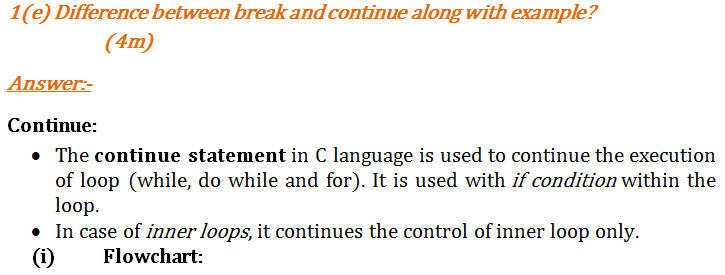 1(e) Difference between break and continue along with example?
(4m)
Answer:-
Continue:
• The continue statement in C language is used to continue the execution
of loop (while, do while and for). It is used with if condition within the
loop.
• In case of inner loops, it continues the control of inner loop only.
(i) Flowchart: